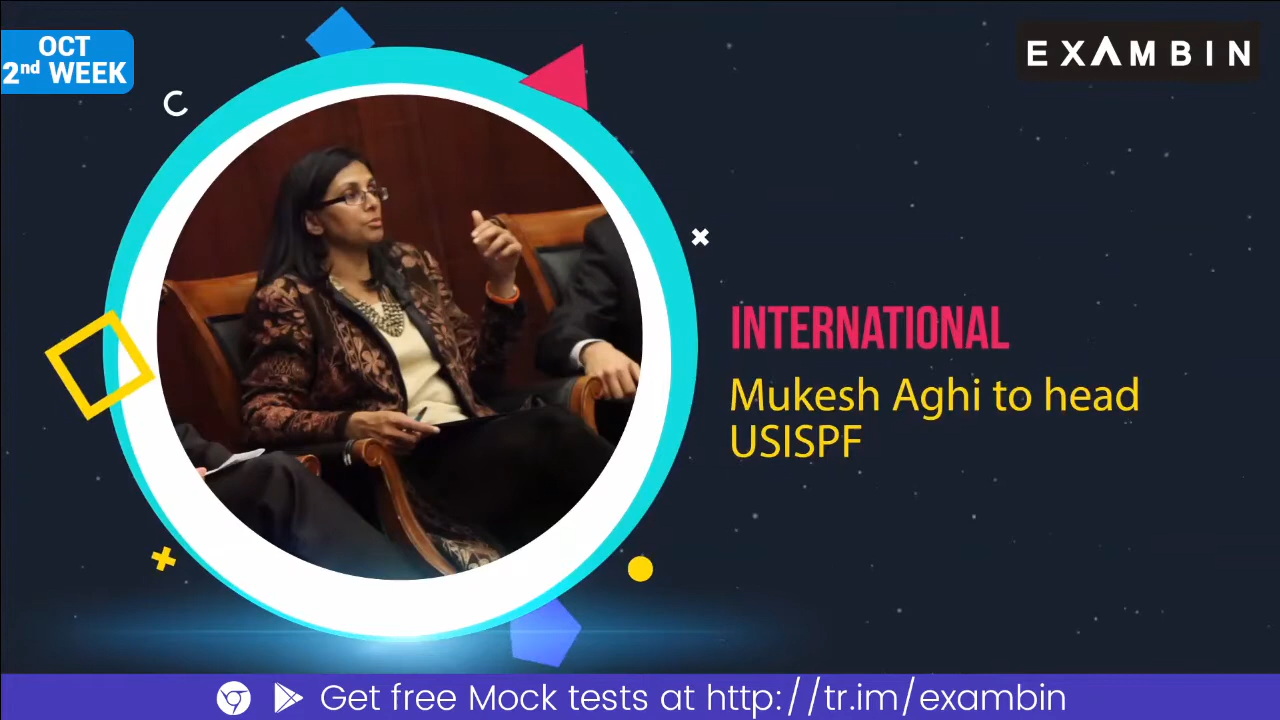 OCT
2nd WEEK
EXAMBIN
INTERNATIONAL
Mukesh Aghi to head
USISPF
Get free Mock tests at http://tr.im/exambin